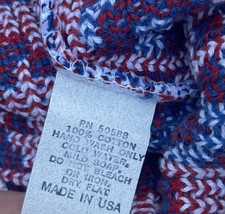 RN 50588
100% COTTON
HAND WASH ONLY
COLD WATER.
MILD SOAP.
DO NOT BLEACH
OR IRON.
DRY FLAT
MADE IN USA